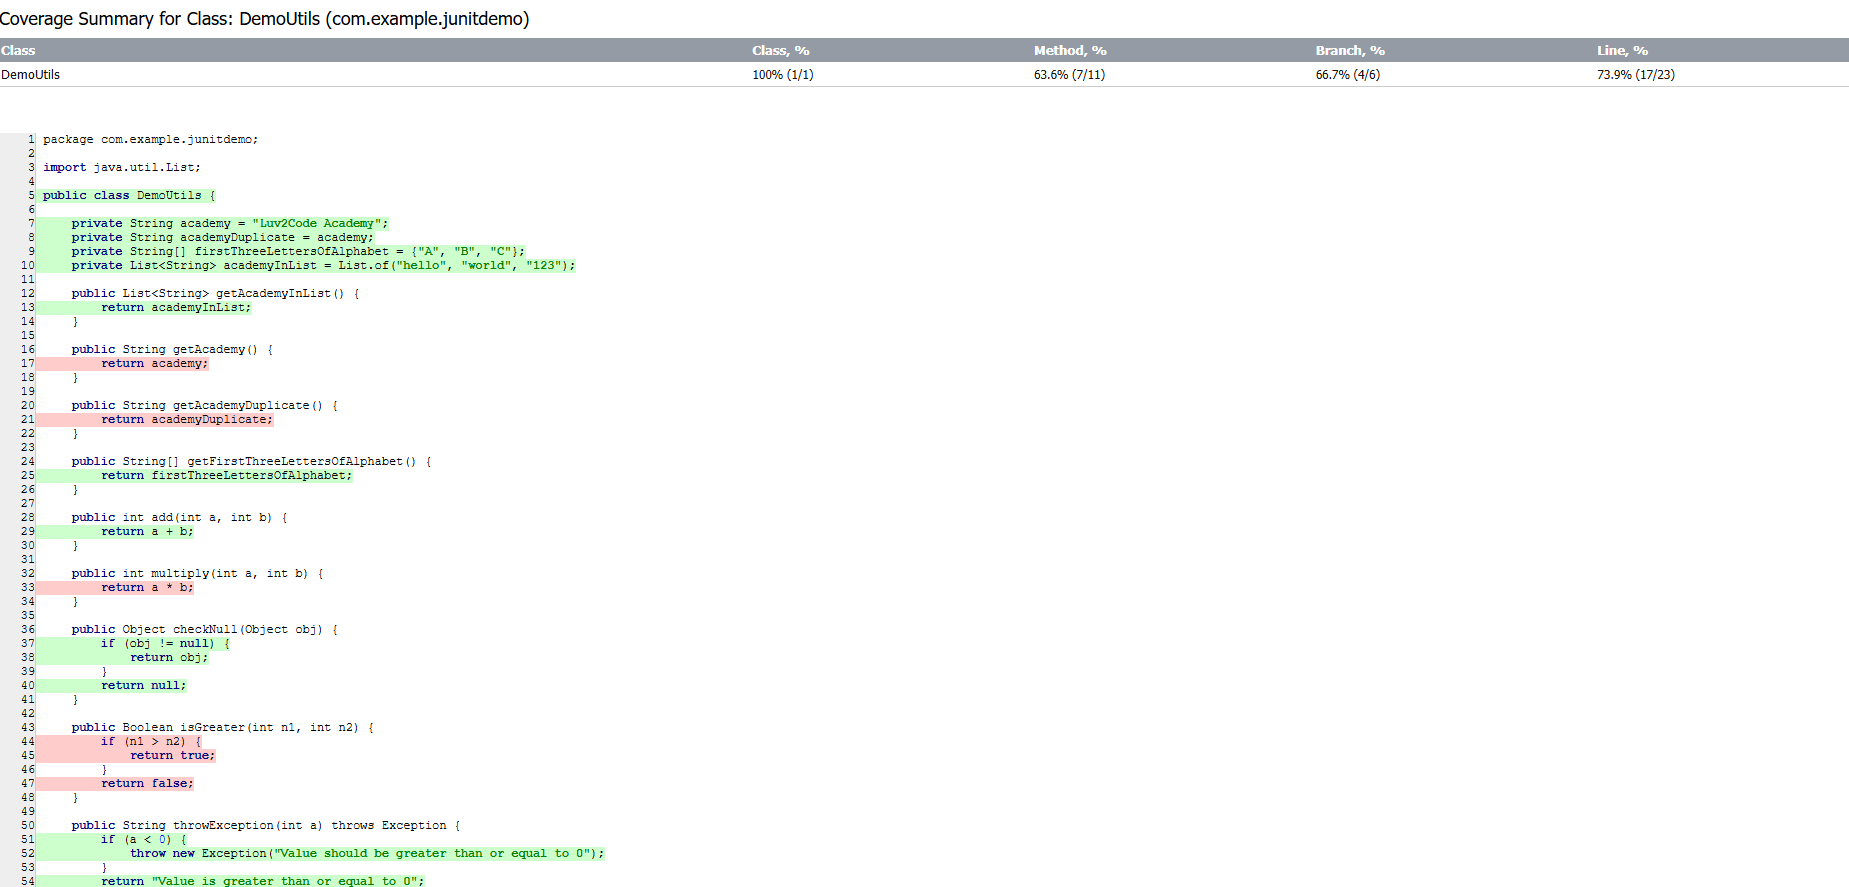 Coverage Summary for Class: DemoUtils (com.example.junitdemo)
Class Class, % Method, % Branch, % Line, %
DemoUtils 100% (1/1) 63.6% (7/11) 66.7% (4/6) 73.9% (17/23)
1 package com.example.junitdemo;
2
3 import java.util.List;
4
5 public class DemoUtils {
6
7     private String academy = "Luv2Code Academy";
8     private String academyDuplicate = academy;
9     private String[] firstThreeLettersOfAlphabet = {"A", "B", "C"};
10     private List<String> academyInList = List.of("hello", "world", "123");
11
12     public List<String> getAcademyInList() {
13         return academyInList;
14     }
15
16     public String getAcademy() {
17         return academy;
18     }
19
20     public String getAcademyDuplicate() {
21         return academyDuplicate;
22     }
23
24     public String[] getFirstThreeLettersOfAlphabet() {
25         return firstThreeLettersOfAlphabet;
26     }
27
28     public int add(int a, int b) {
29         return a + b;
30     }
31
32     public int multiply(int a, int b) {
33         return a * b;
34     }
35
36     public Object checkNull(Object obj) {
37         if (obj != null) {
38             return obj;
39         }
40         return null;
41     }
42
43     public Boolean isGreater(int n1, int n2) {
44         if (n1 > n2) {
45             return true;
46         }
47         return false;
48     }
49
50     public String throwException(int a) throws Exception {
51         if (a < 0) {
52             throw new Exception("Value should be greater than or equal to 0");
53         }
54         return "Value is greater than or equal to 0";